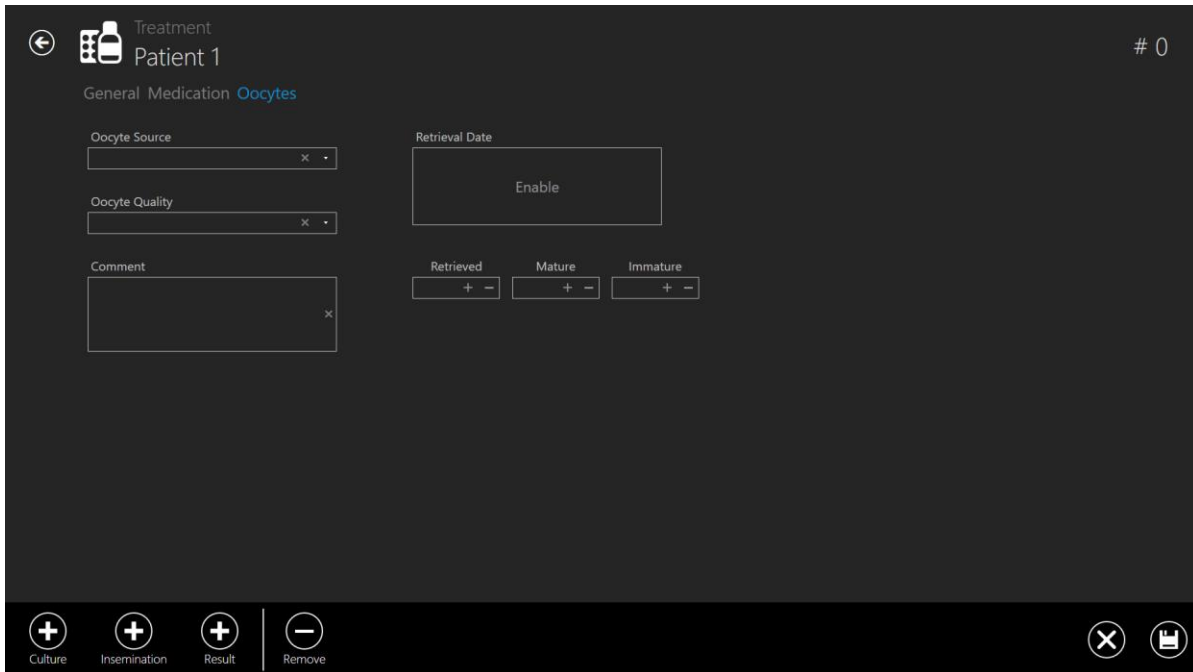 Treatment
Patient 1
# 0
General Medication Oocytes
Oocyte Source
Retrieval Date
Enable
Oocyte Quality
Comment
Retrieved Mature Immature
Culture Insemination Result Remove